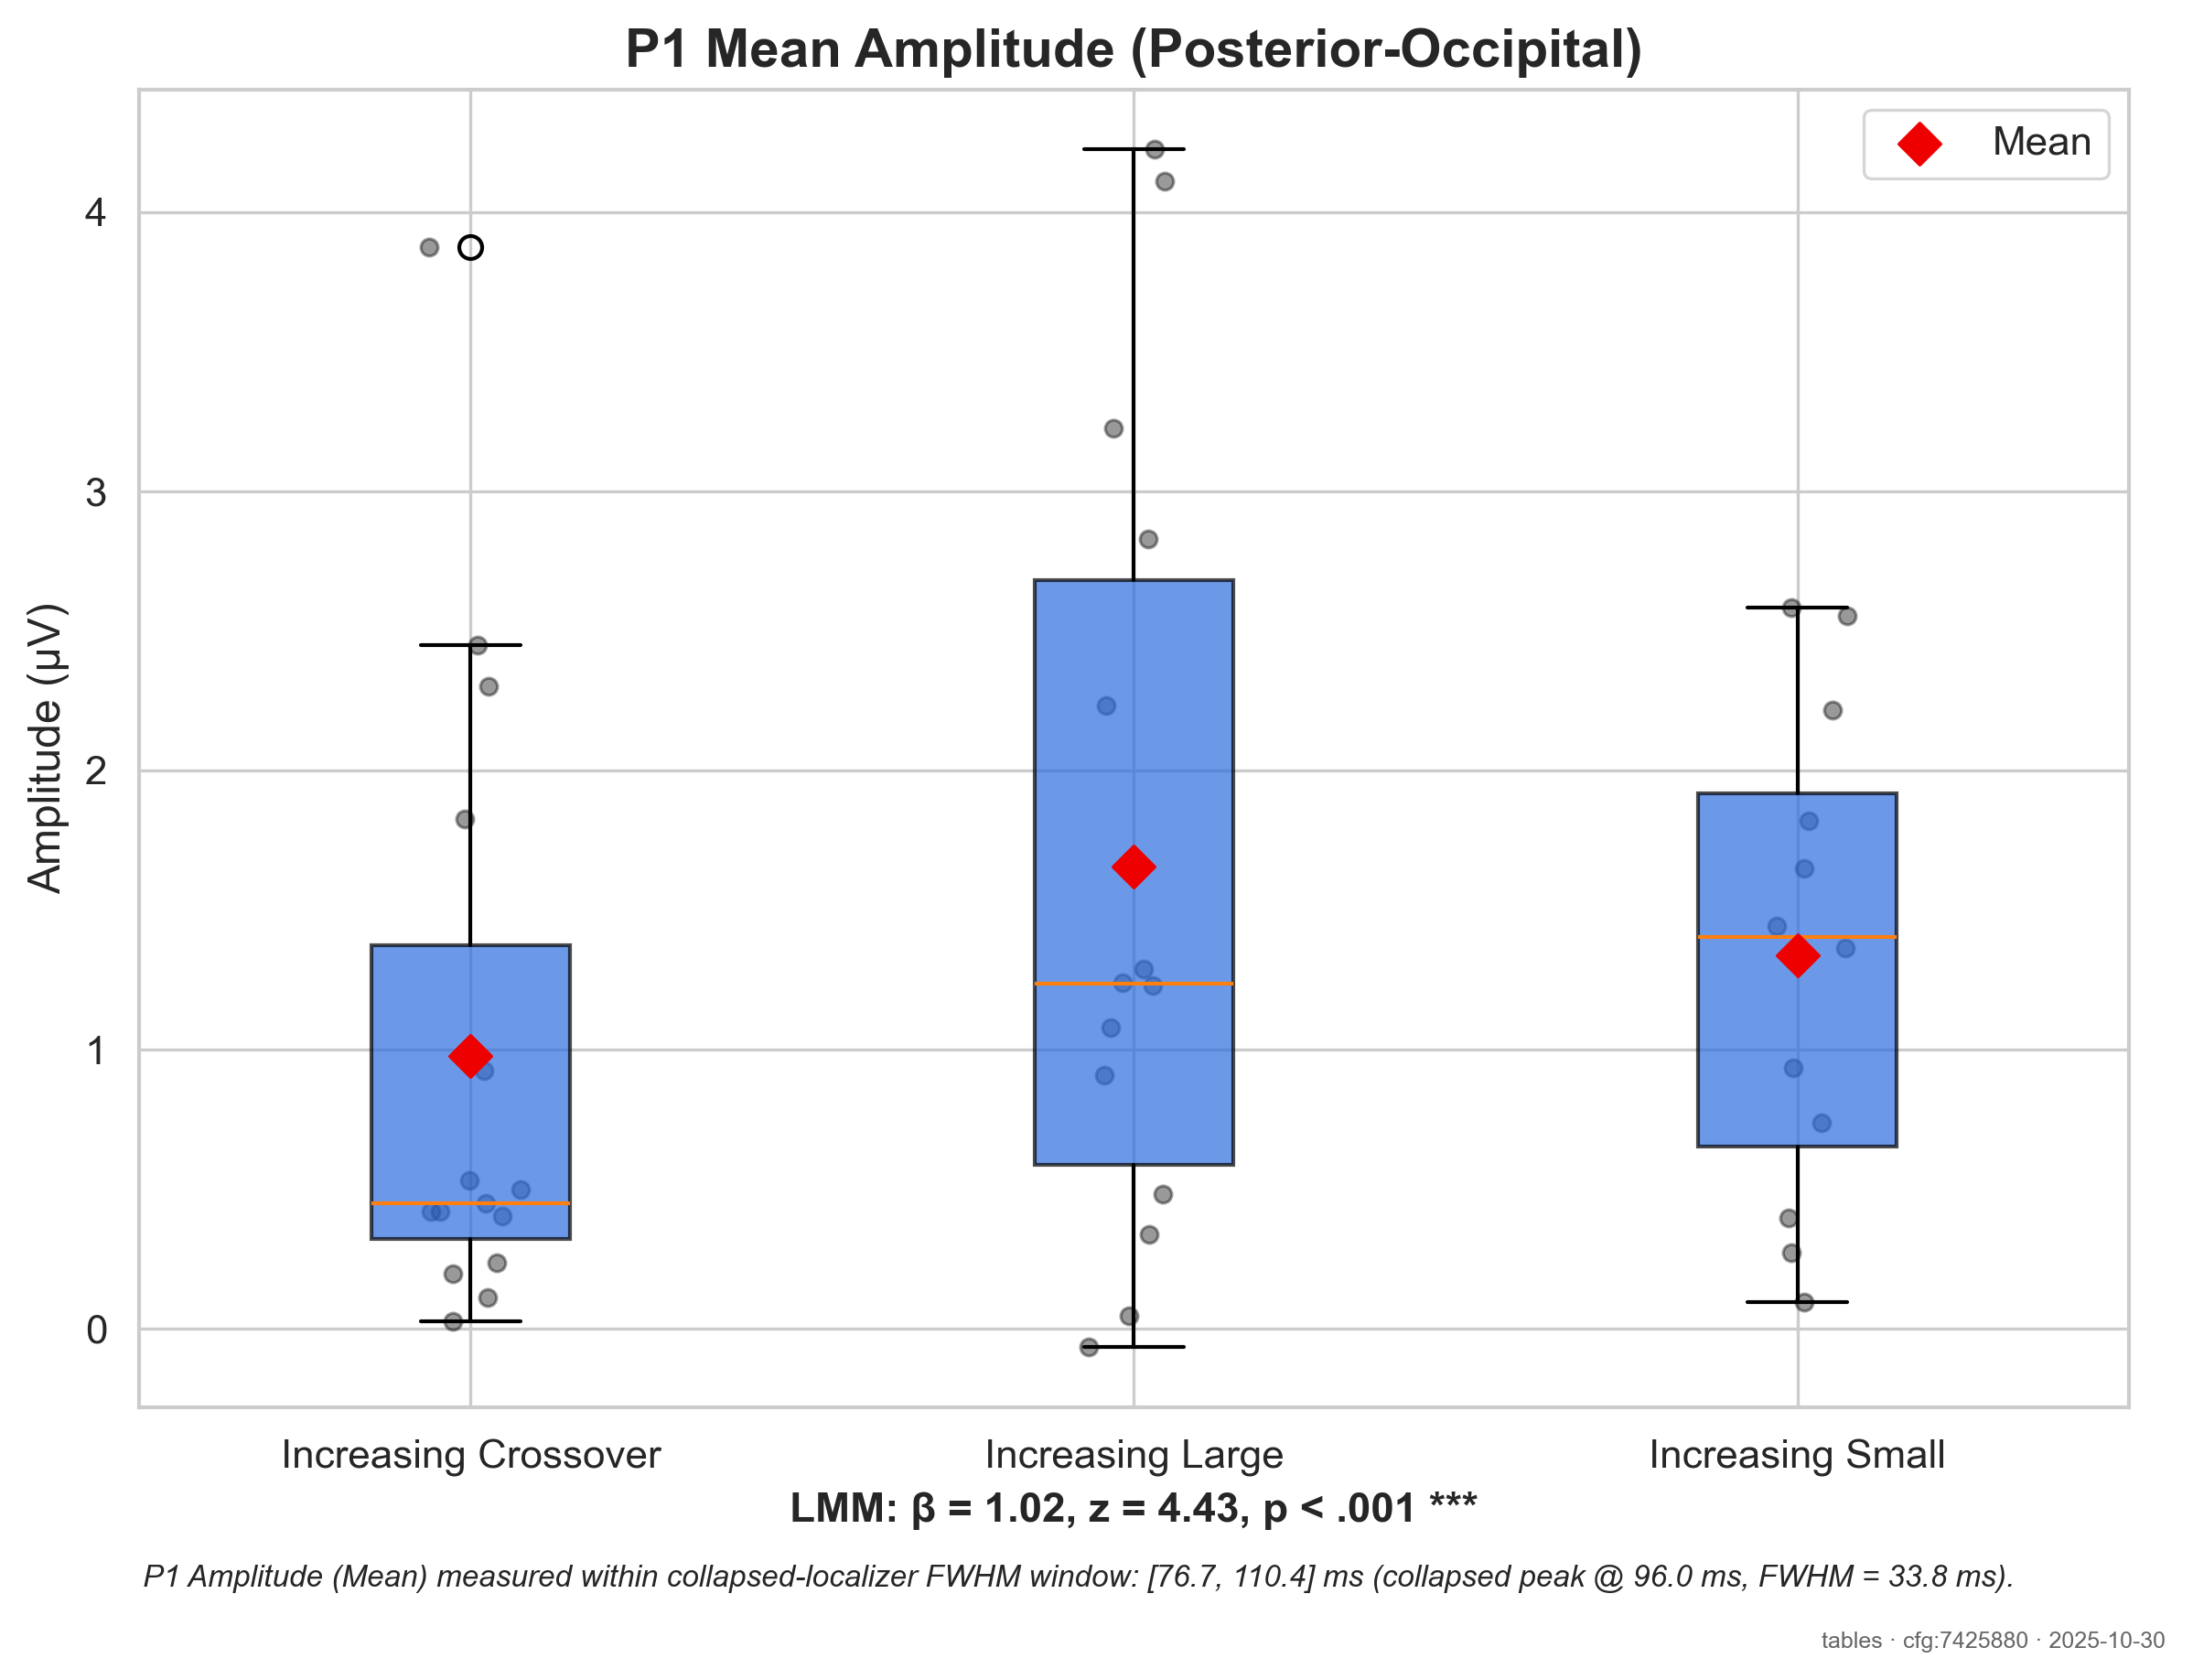 P1 Mean Amplitude (Posterior-Occipital)
Mean
4
3
2
1
0
Amplitude (µV)
Increasing Crossover
Increasing Large
Increasing Small
LMM: β = 1.02, z = 4.43, p < .001 ***
P1 Amplitude (Mean) measured within collapsed-localizer FWHM window: [76.7, 110.4] ms (collapsed peak @ 96.0 ms, FWHM = 33.8 ms).
tables · cfg:7425880 · 2025-10-30